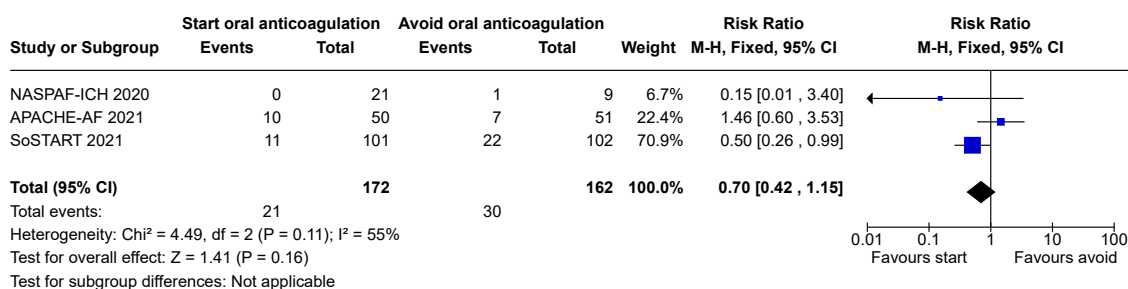 Start oral anticoagulation Avoid oral anticoagulation Risk Ratio Risk Ratio
Study or Subgroup Events Total Events Total Weight M-H, Fixed, 95% CI M-H, Fixed, 95% CI
NASPAF-ICH 2020 0 21 1 9 6.7% 0.15 [0.01 , 3.40]
APACHE-AF 2021 10 50 7 51 22.4% 1.46 [0.60 , 3.53]
SoSTART 2021 11 101 22 102 70.9% 0.50 [0.26 , 0.99]
Total (95% CI) 172 162 100.0% 0.70 [0.42 , 1.15]
Total events: 21 30
Heterogeneity: Chi² = 4.49, df = 2 (P = 0.11); I² = 55%
Test for overall effect: Z = 1.41 (P = 0.16)
Test for subgroup differences: Not applicable
0.01 0.1 1 10 100
Favours start Favours avoid